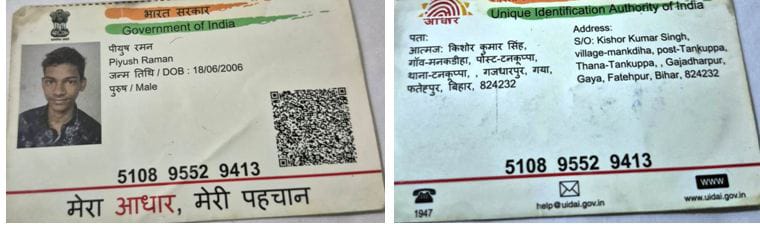 भारत सरकार
Government of India
पीयुष रमन
Piyush Raman
जन्म तिथि / DOB : 18/06/2006
पुरुष / Male
5108 9552 9413
मेरा आधार, मेरी पहचान
आधार
Unique Identification Authority of India
पता:
आत्मज: किशोर कुमार सिंह,
गाँव-मनकडीहा, पोस्ट-टनकूप्पा,
थाना-टनकूप्पा, , गजाधरपुर, गया,
फतेहपुर, बिहार, 824232
Address:
S/O: Kishor Kumar Singh,
village-mankdiha, post-Tankuppa,
Thana-Tankuppa, , Gajadharpur,
Gaya, Fatehpur, Bihar, 824232
5108 9552 9413
1947
help@uidai.gov.in
www
www.uidai.gov.in